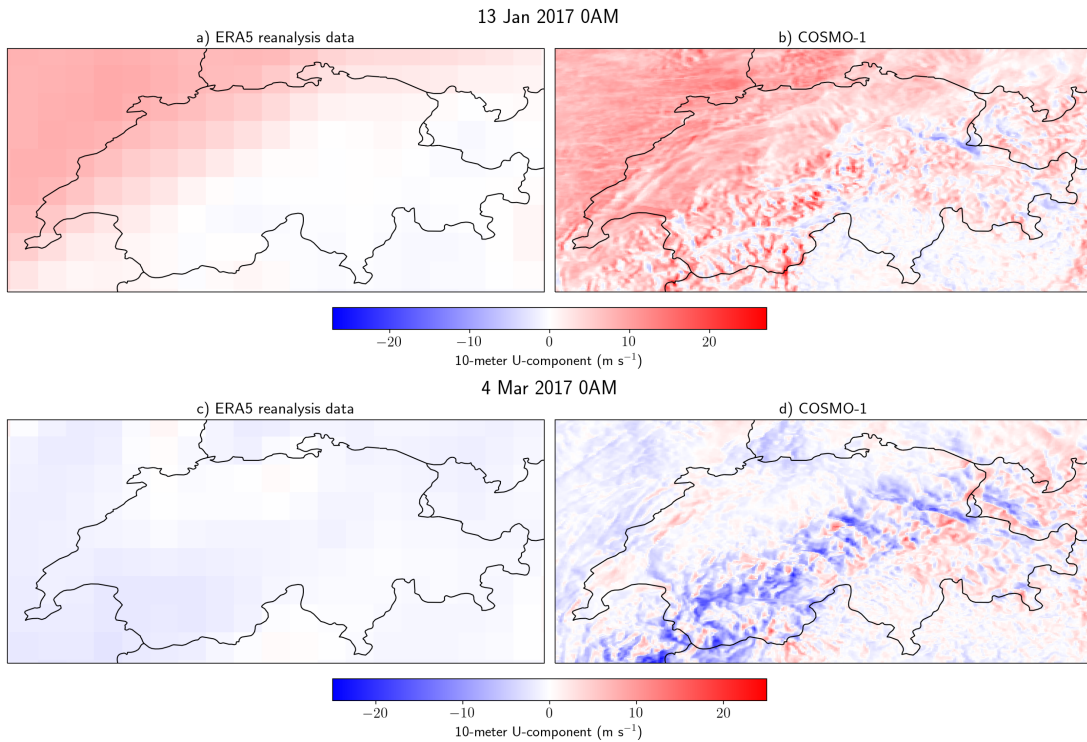 13 Jan 2017 0AM
a) ERA5 reanalysis data
b) COSMO-1
−20 −10 0 10 20
10-meter U-component (m s⁻¹)
4 Mar 2017 0AM
c) ERA5 reanalysis data
d) COSMO-1
−20 −10 0 10 20
10-meter U-component (m s⁻¹)